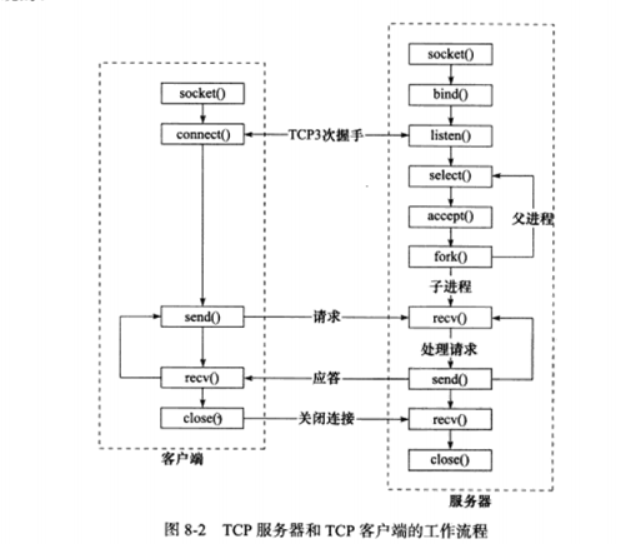 socket()
connect()
send()
recv()
close()
客户端
TCP3次握手
请求
应答
关闭连接
socket()
bind()
listen()
select()
accept()
fork()
父进程
子进程
recv()
处理请求
send()
recv()
close()
服务器
图 8-2 TCP 服务器和 TCP 客户端的工作流程